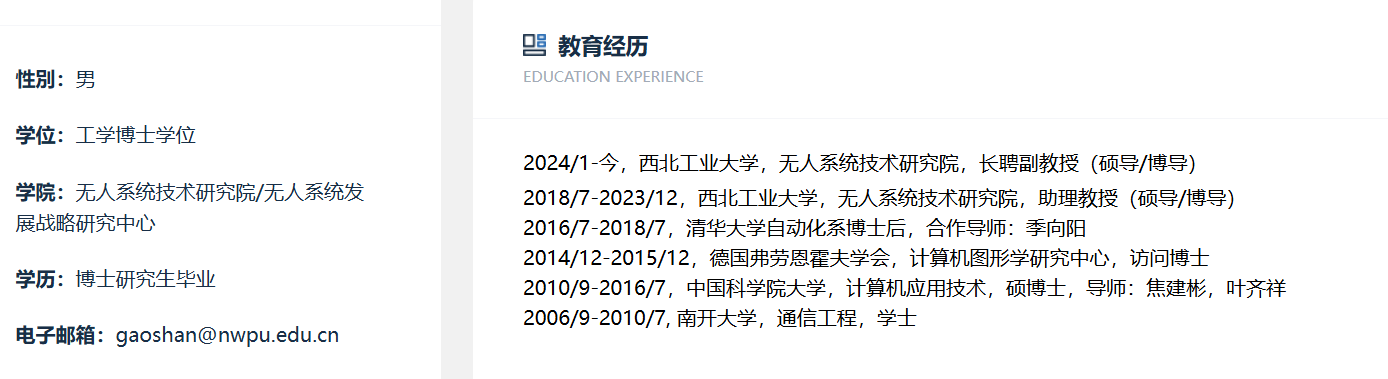 性别：男
学位：工学博士学位
学院：无人系统技术研究院/无人系统发
展战略研究中心
学历：博士研究生毕业
电子邮箱：gaoshan@nwpu.edu.cn
教育经历
EDUCATION EXPERIENCE
2024/1-今，西北工业大学，无人系统技术研究院，长聘副教授（硕导/博导）
2018/7-2023/12，西北工业大学，无人系统技术研究院，助理教授（硕导/博导）
2016/7-2018/7，清华大学自动化系博士后，合作导师：季向阳
2014/12-2015/12，德国弗劳恩霍夫学会，计算机图形学研究中心，访问博士
2010/9-2016/7，中国科学院大学，计算机应用技术，硕博士，导师：焦建彬，叶齐祥
2006/9-2010/7, 南开大学，通信工程，学士